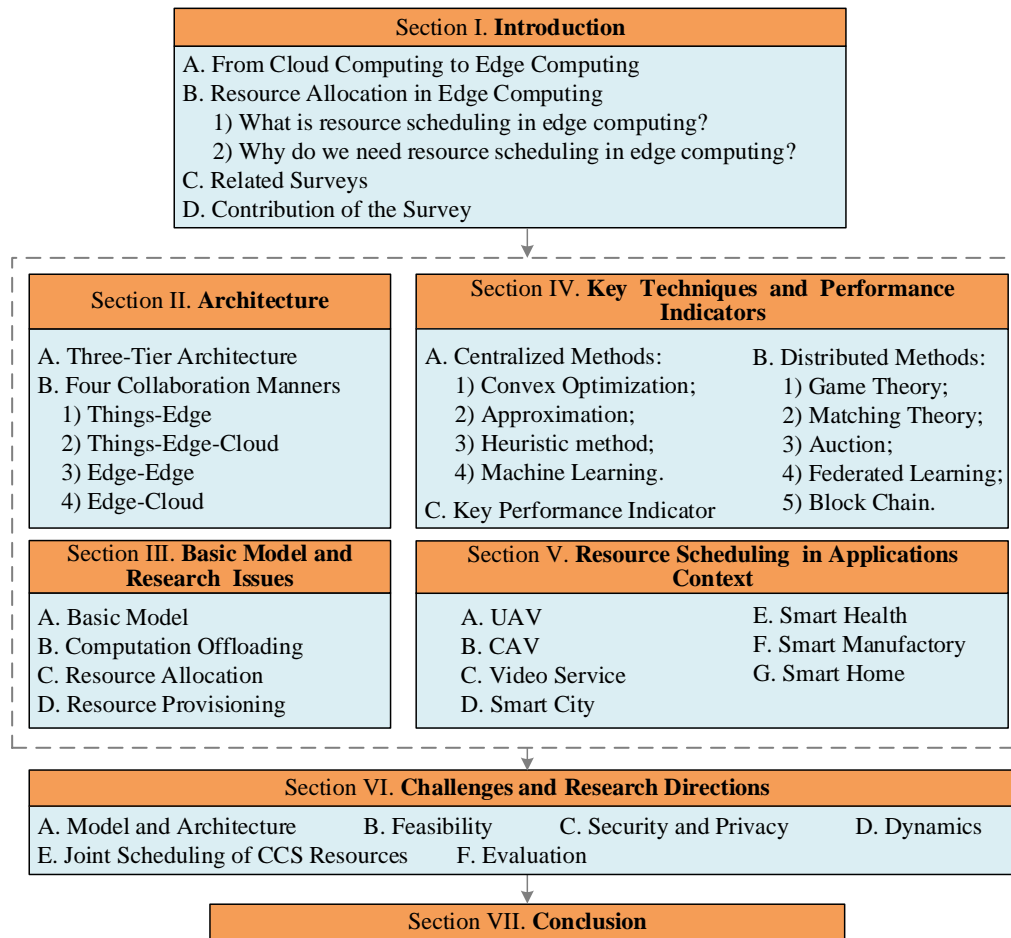 Section I. Introduction
A. From Cloud Computing to Edge Computing
B. Resource Allocation in Edge Computing
1) What is resource scheduling in edge computing?
2) Why do we need resource scheduling in edge computing?
C. Related Surveys
D. Contribution of the Survey
Section II. Architecture
A. Three-Tier Architecture
B. Four Collaboration Manners
1) Things-Edge
2) Things-Edge-Cloud
3) Edge-Edge
4) Edge-Cloud
Section III. Basic Model and
Research Issues
A. Basic Model
B. Computation Offloading
C. Resource Allocation
D. Resource Provisioning
Section IV. Key Techniques and Performance
Indicators
A. Centralized Methods:
1) Convex Optimization;
2) Approximation;
3) Heuristic method;
4) Machine Learning.
C. Key Performance Indicator
B. Distributed Methods:
1) Game Theory;
2) Matching Theory;
3) Auction;
4) Federated Learning;
5) Block Chain.
Section V. Resource Scheduling in Applications
Context
A. UAV
B. CAV
C. Video Service
D. Smart City
E. Smart Health
F. Smart Manufactory
G. Smart Home
Section VI. Challenges and Research Directions
A. Model and Architecture B. Feasibility C. Security and Privacy D. Dynamics
E. Joint Scheduling of CCS Resources F. Evaluation
Section VII. Conclusion